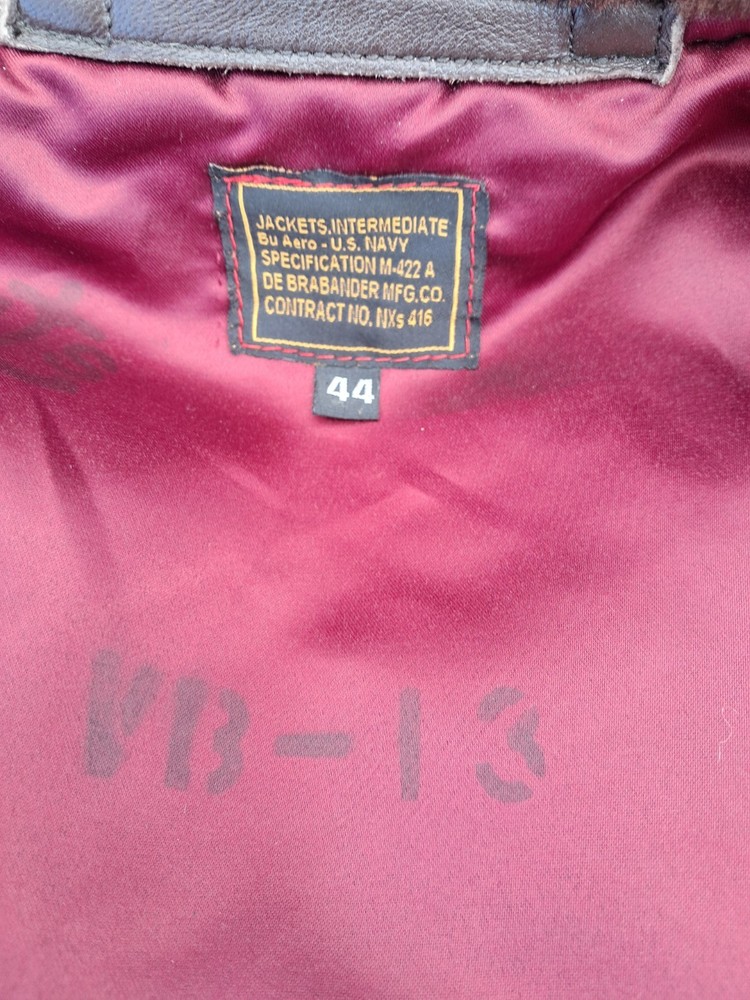 JACKETS, INTERMEDIATE
Bu Aero - U.S. NAVY
SPECIFICATION M-422 A
DE BRABANDER MFG. CO.
CONTRACT NO. NXs 416
44
VB-13